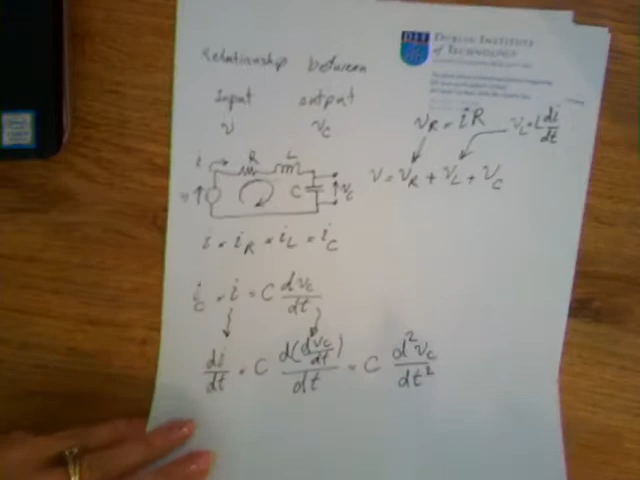 Relationship between
Input output
v v_C
DUBLIN INSTITUTE
of TECHNOLOGY
v_R = iR v_L = L di/dt
v = v_R + v_L + v_C
i R L
v C v_C
i = i_R = i_L = i_C
i_C = i = C dv_C/dt
di/dt = C d(dv_C/dt)/dt = C d²v_C/dt²